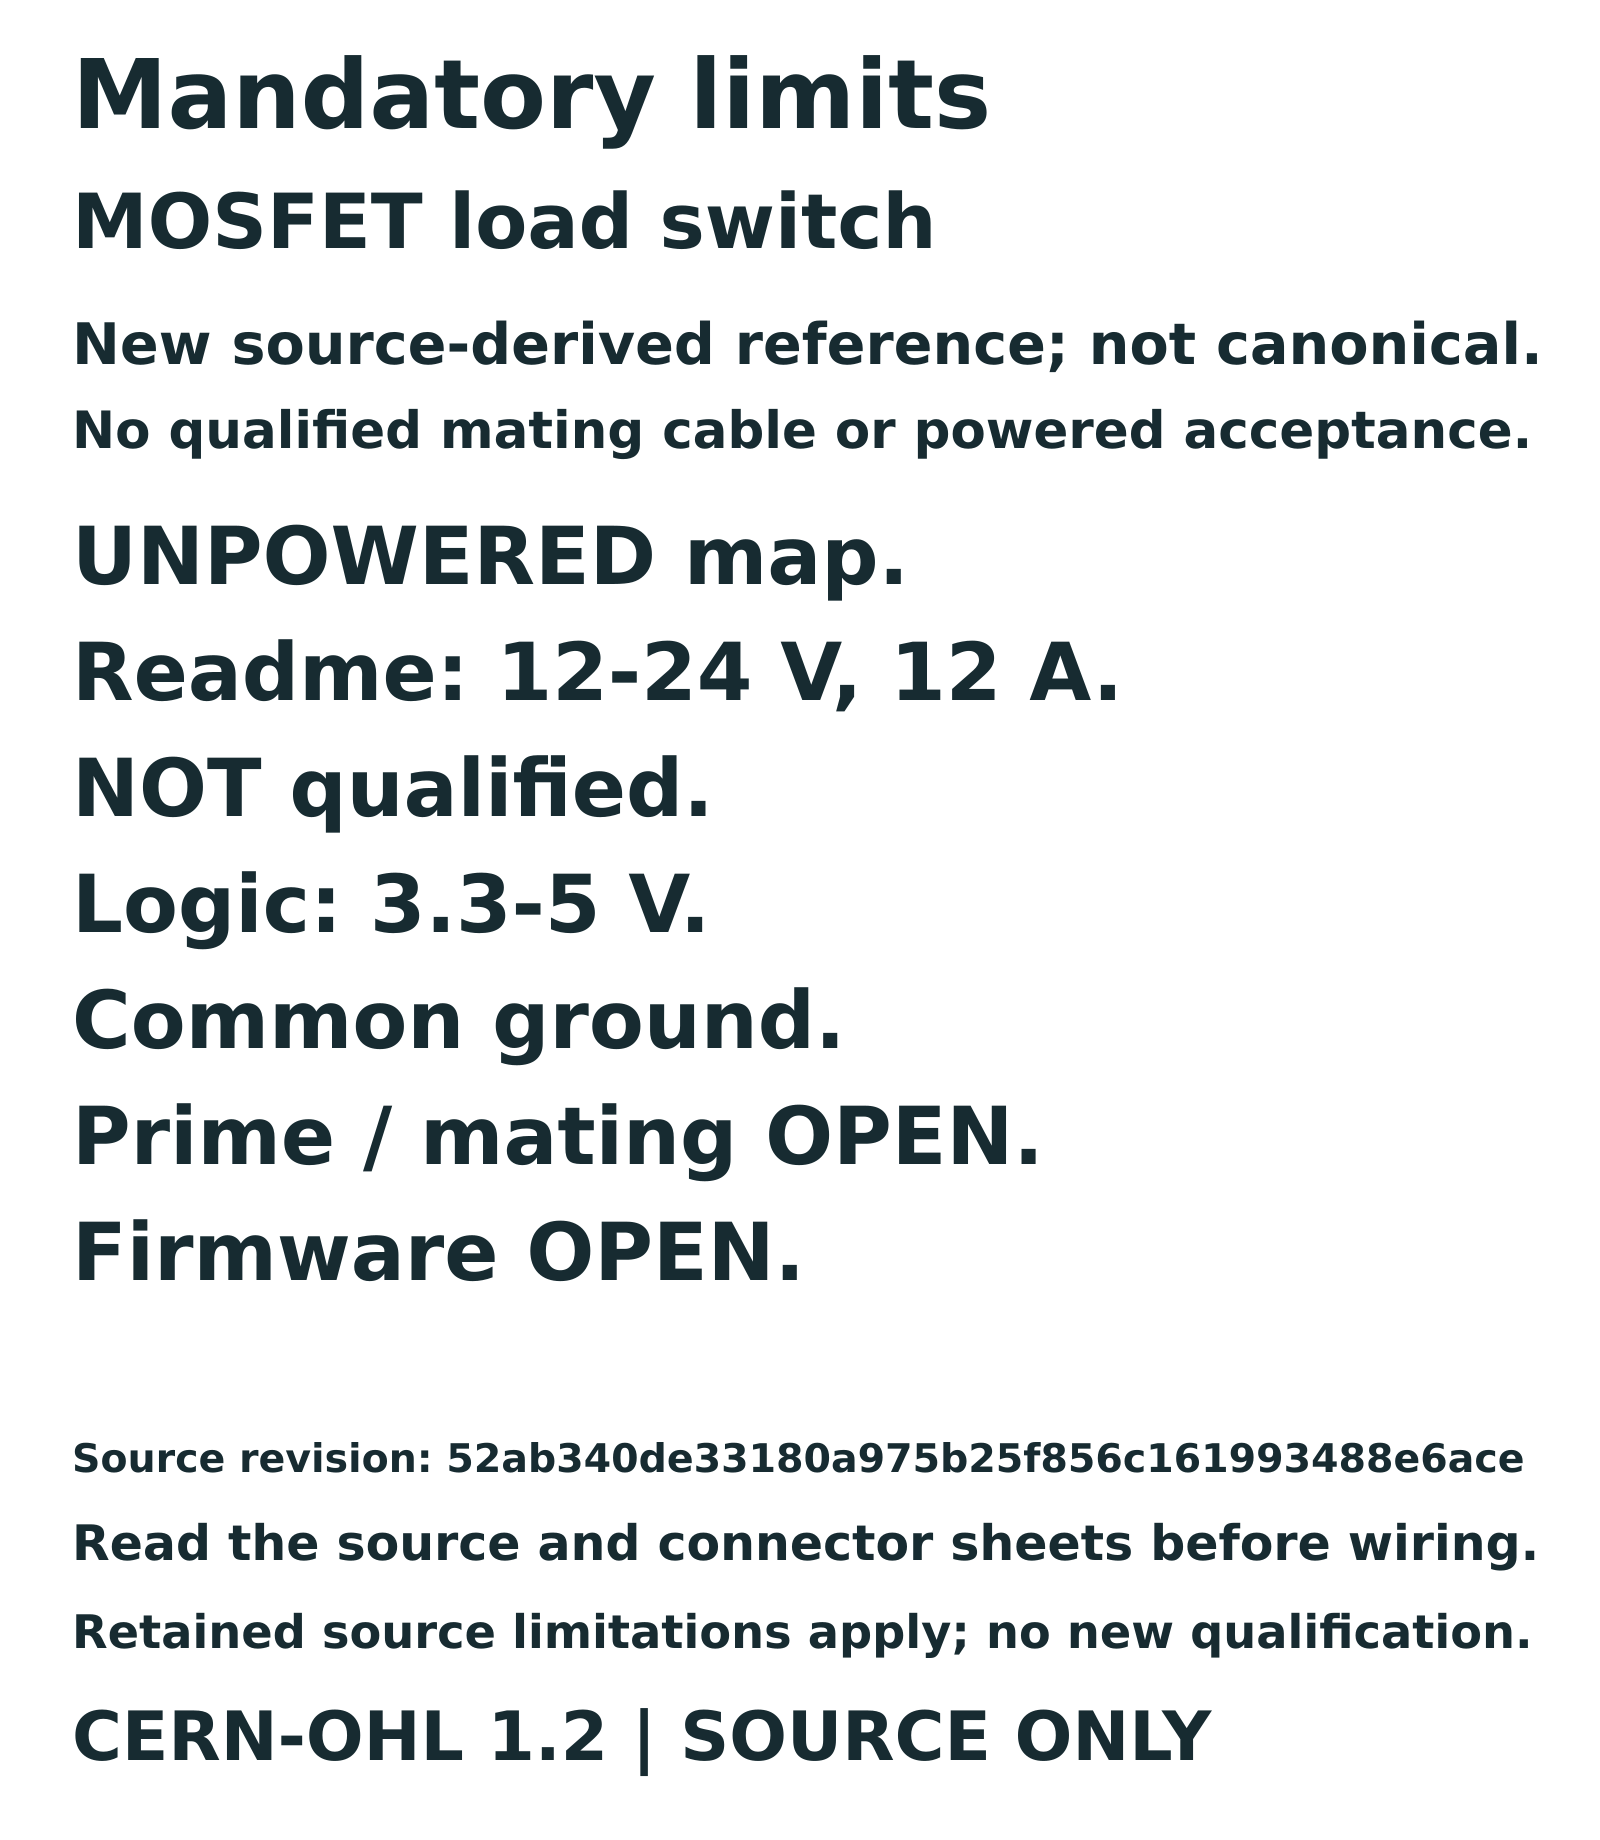 Mandatory limits
MOSFET load switch
New source-derived reference; not canonical.
No qualified mating cable or powered acceptance.
UNPOWERED map.
Readme: 12-24 V, 12 A.
NOT qualified.
Logic: 3.3-5 V.
Common ground.
Prime / mating OPEN.
Firmware OPEN.
Source revision: 52ab340de33180a975b25f856c161993488e6ace
Read the source and connector sheets before wiring.
Retained source limitations apply; no new qualification.
CERN-OHL 1.2 | SOURCE ONLY